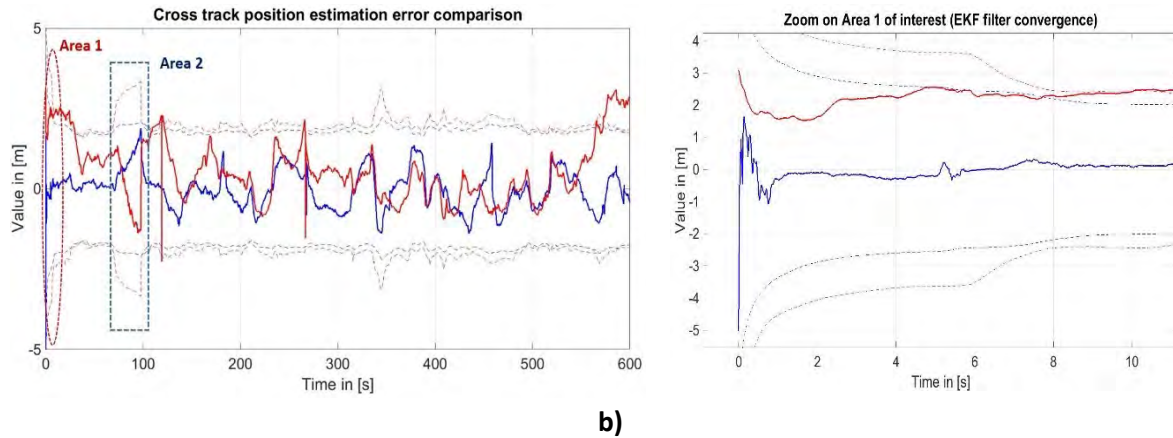 Cross track position estimation error comparison
5
0
-5
Value in [m]
Area 1
Area 2
0
100
200
300
400
500
600
Time in [s]
Zoom on Area 1 of interest (EKF filter convergence)
4
3
2
1
0
-1
-2
-3
-4
-5
Value in [m]
0
2
4
6
8
10
Time in [s]
b)